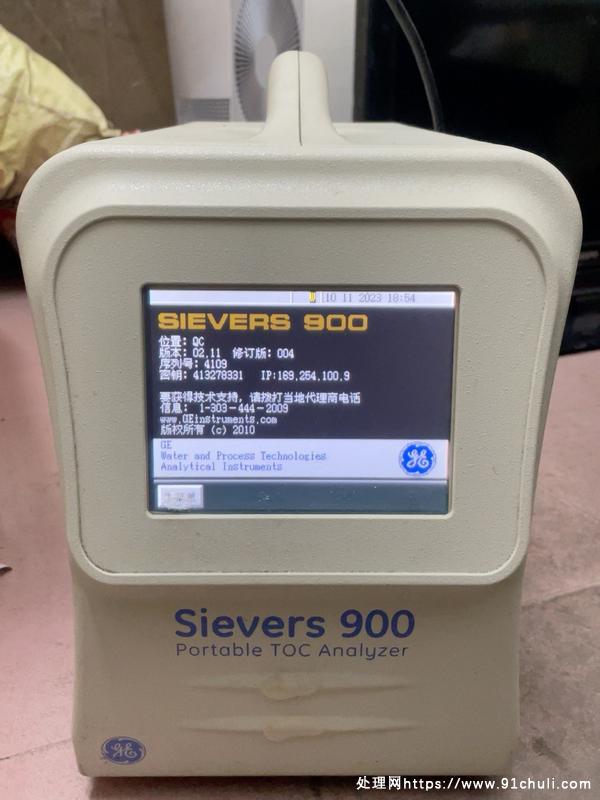 10 11 2023 18:54
SIEVERS 900
位置: QC
版本: 02.11 修订版: 004
序列号: 4109
密钥: 413278331 IP:169.254.100.9
要获得技术支持, 请拨打当地代理商电话
信息: 1-303-444-2009
www.GEinstruments.com
版权所有 (c) 2010
GE
Water and Process Technologies
Analytical Instruments
GE
Sievers 900
Portable TOC Analyzer
GE
处理网https://www.91chuli.com